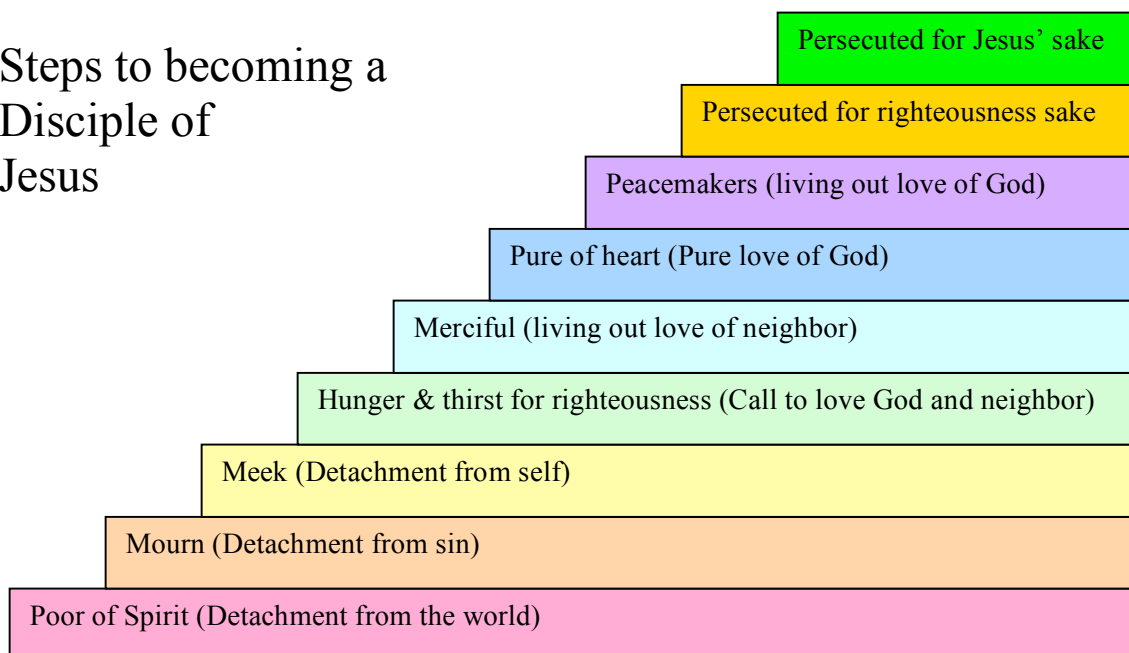 Steps to becoming a
Disciple of
Jesus
Persecuted for Jesus’ sake
Persecuted for righteousness sake
Peacemakers (living out love of God)
Pure of heart (Pure love of God)
Merciful (living out love of neighbor)
Hunger & thirst for righteousness (Call to love God and neighbor)
Meek (Detachment from self)
Mourn (Detachment from sin)
Poor of Spirit (Detachment from the world)